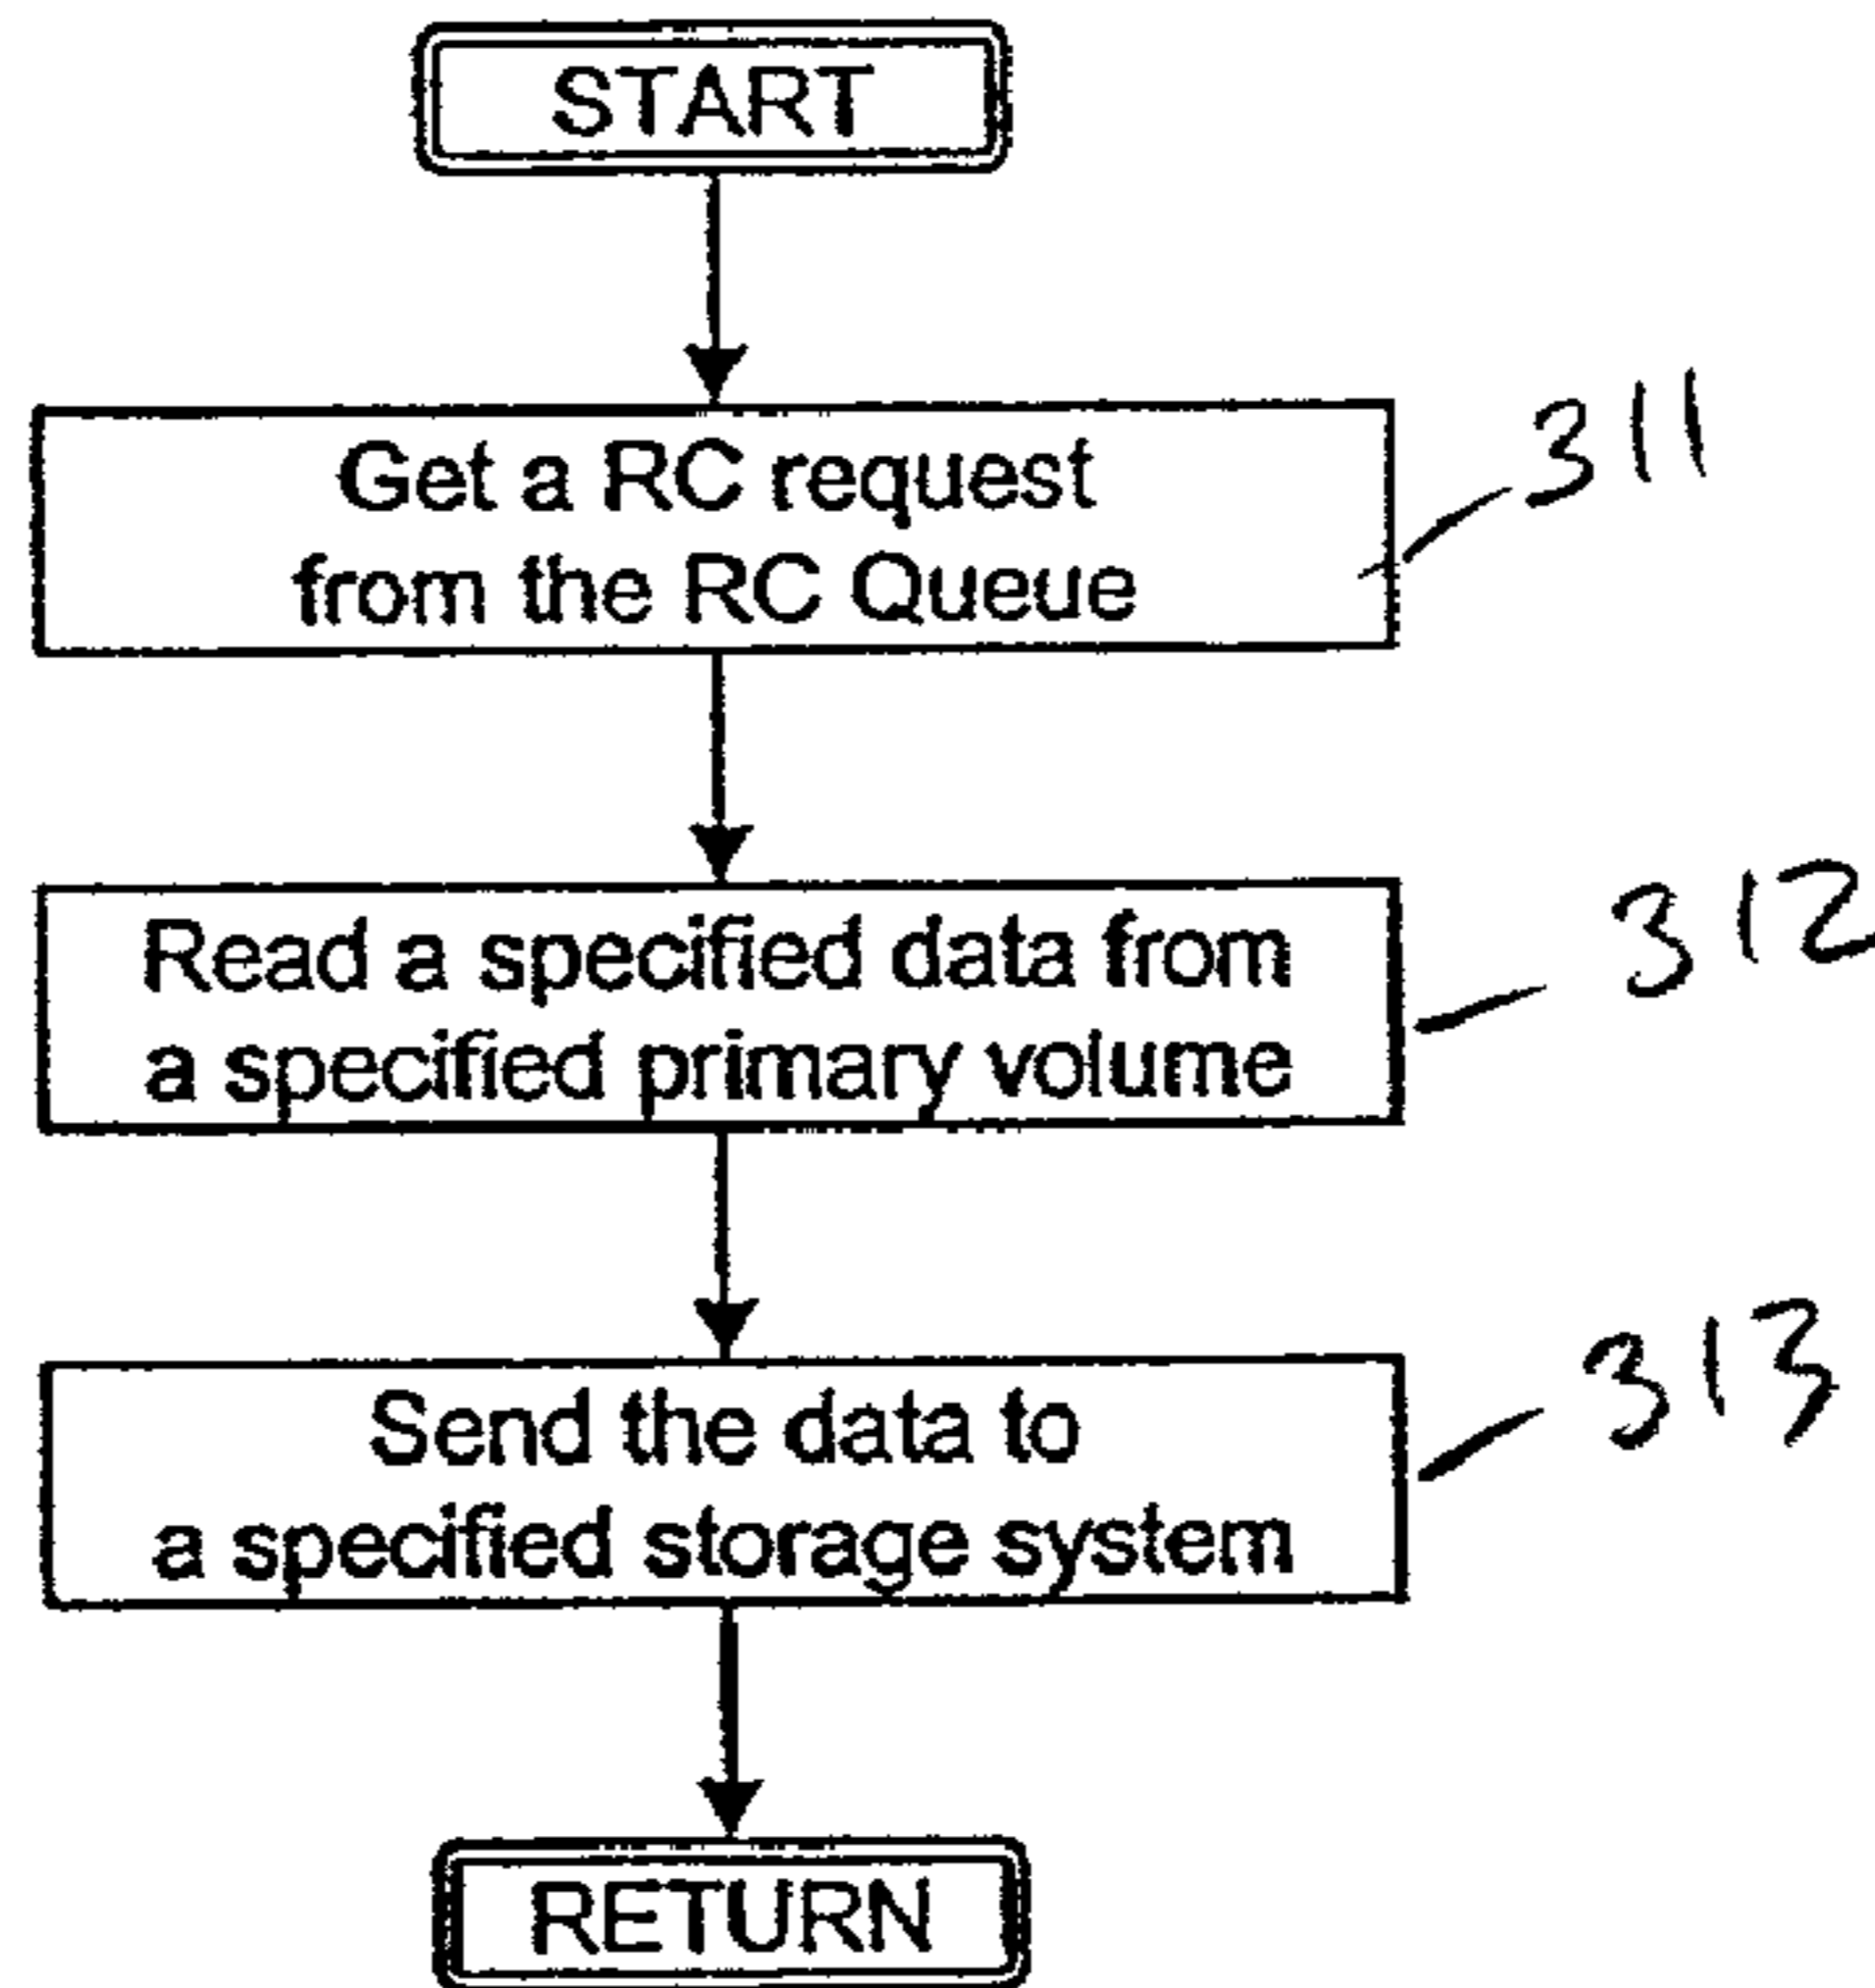 START
Get a RC request
from the RC Queue
311
Read a specified data from
a specified primary volume
312
Send the data to
a specified storage system
313
RETURN